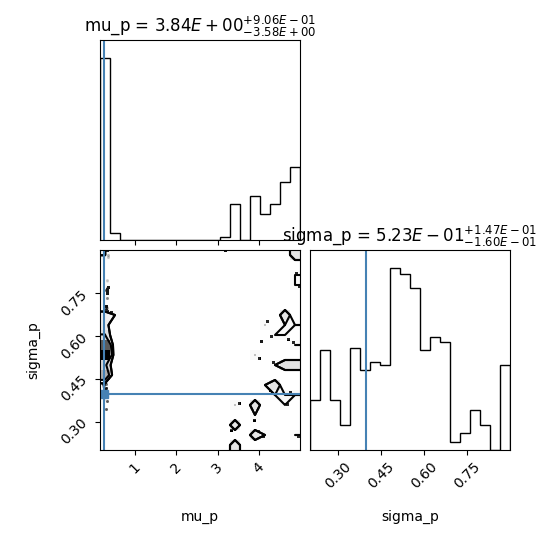 mu_p = 3.84E + 00 +9.06E − 01 −3.58E + 00
sigma_p = 5.23E − 01 +1.47E − 01 −1.60E − 01
0.75
0.60
0.45
0.30
sigma_p
1 2 3 4
0.30 0.45 0.60 0.75
mu_p
sigma_p